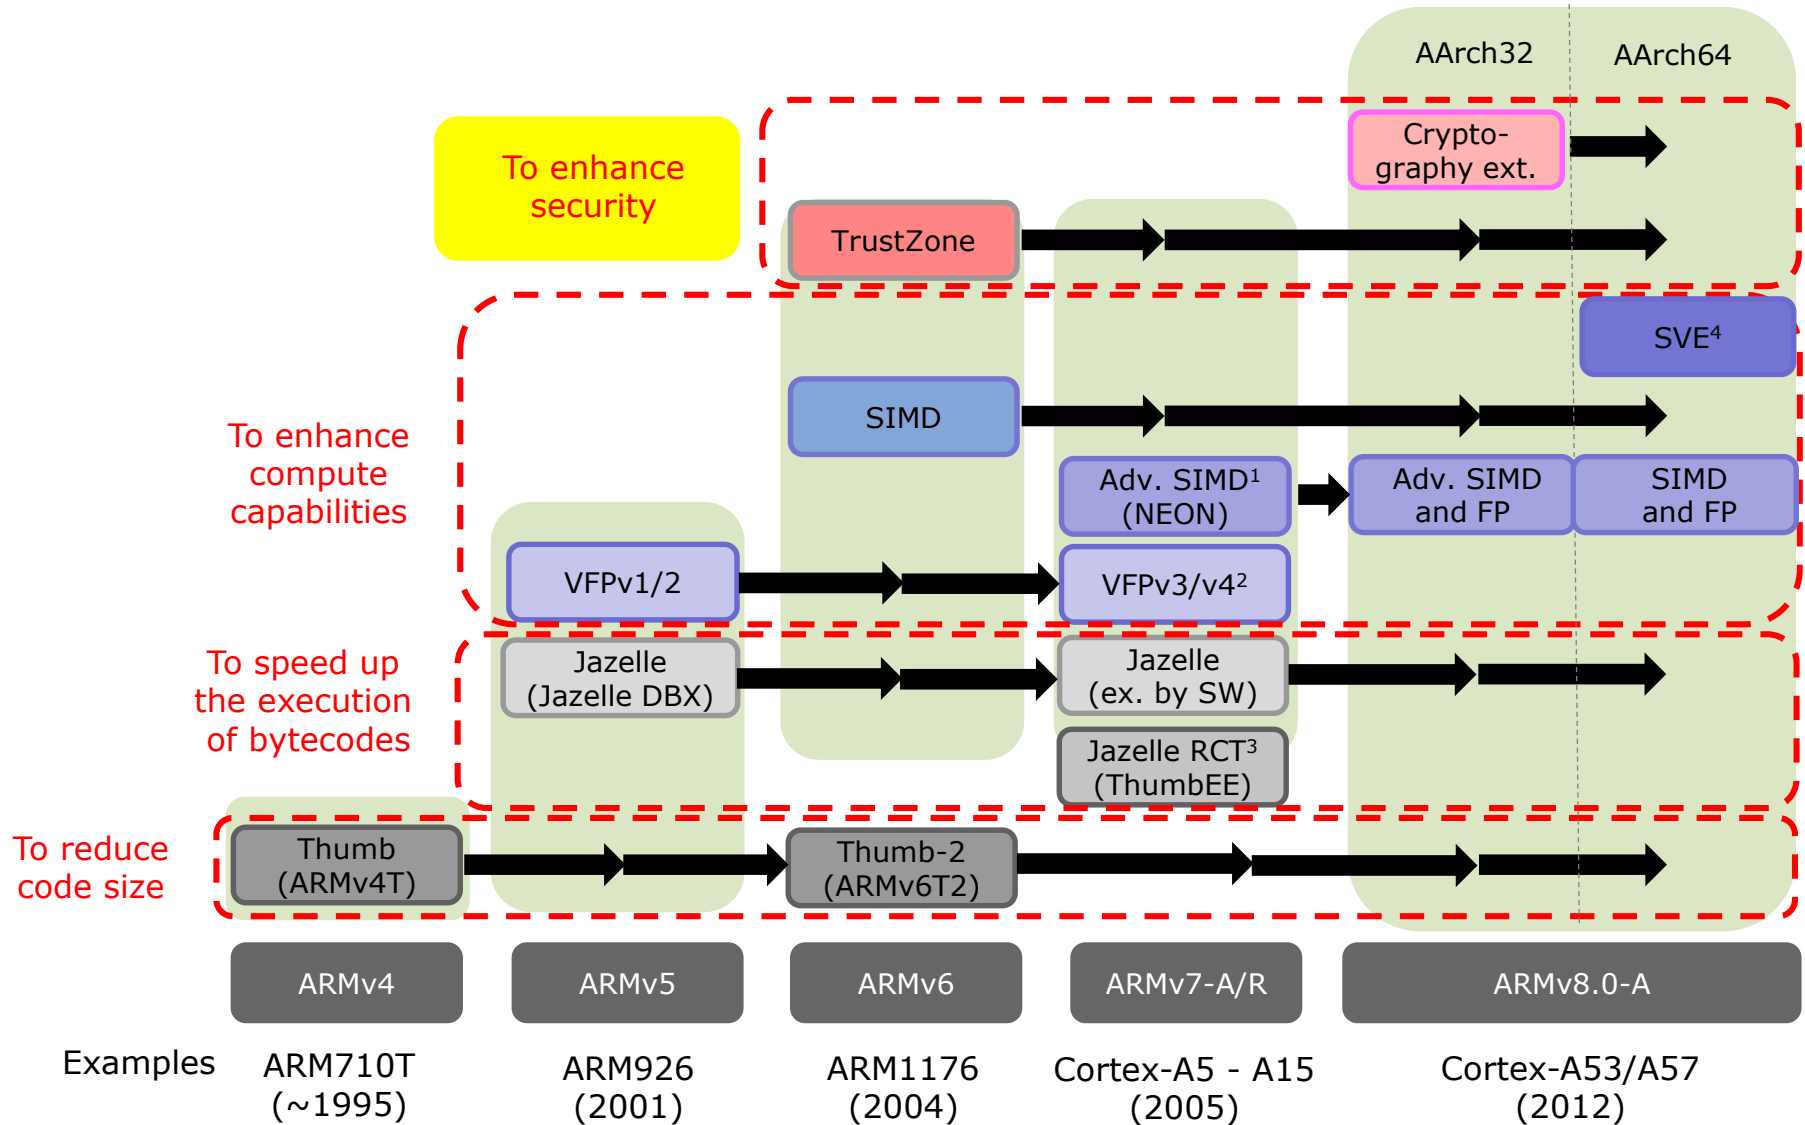 AArch32
AArch64
Crypto-
graphy ext.
To enhance
security
TrustZone
SVE⁴
SIMD
To enhance
compute
capabilities
Adv. SIMD¹
(NEON)
Adv. SIMD
and FP
SIMD
and FP
VFPv1/2
VFPv3/v4²
To speed up
the execution
of bytecodes
Jazelle
(Jazelle DBX)
Jazelle
(ex. by SW)
Jazelle RCT³
(ThumbEE)
To reduce
code size
Thumb
(ARMv4T)
Thumb-2
(ARMv6T2)
ARMv4
ARMv5
ARMv6
ARMv7-A/R
ARMv8.0-A
Examples
ARM710T
(~1995)
ARM926
(2001)
ARM1176
(2004)
Cortex-A5 - A15
(2005)
Cortex-A53/A57
(2012)